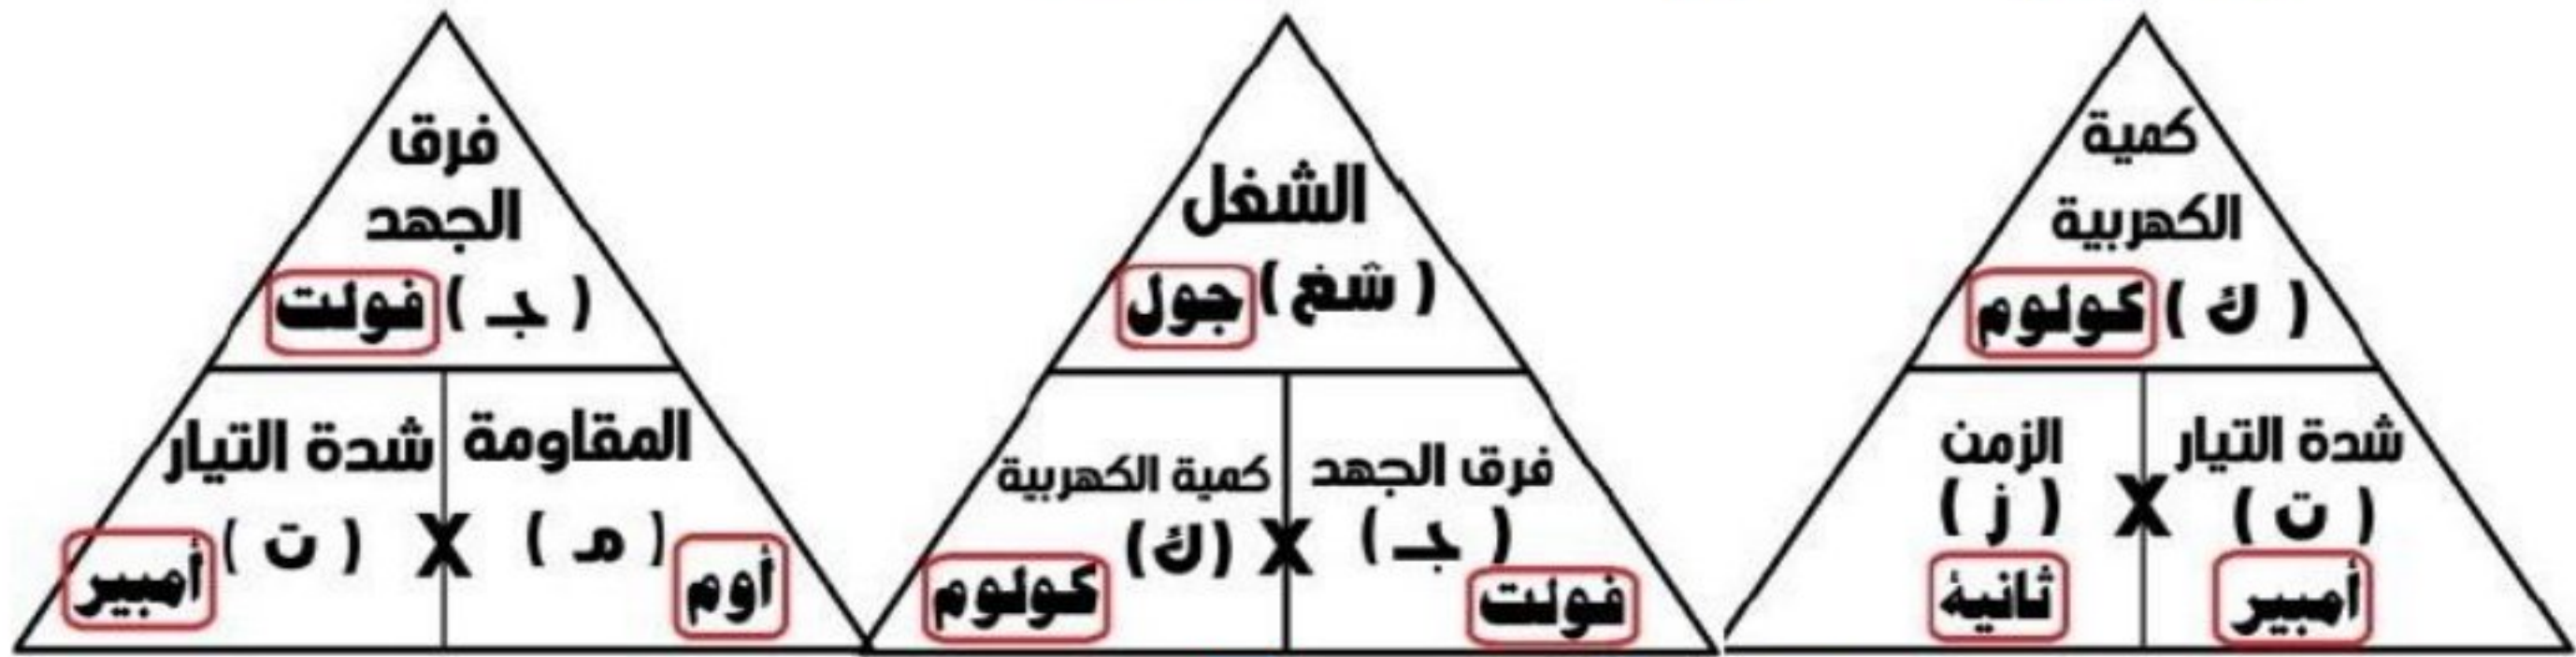 كمية
الكهربية
( ك ) كولوم
شدة التيار
( ت )
أمبير
X
الزمن
( ز )
ثانية
الشغل
( شغ ) جول
فرق الجهد
( جـ )
فولت
X
كمية الكهربية
(ك)
كولوم
فرق
الجهد
( جـ ) فولت
المقاومة
( مـ )
أوم
X
شدة التيار
( ت )
أمبير